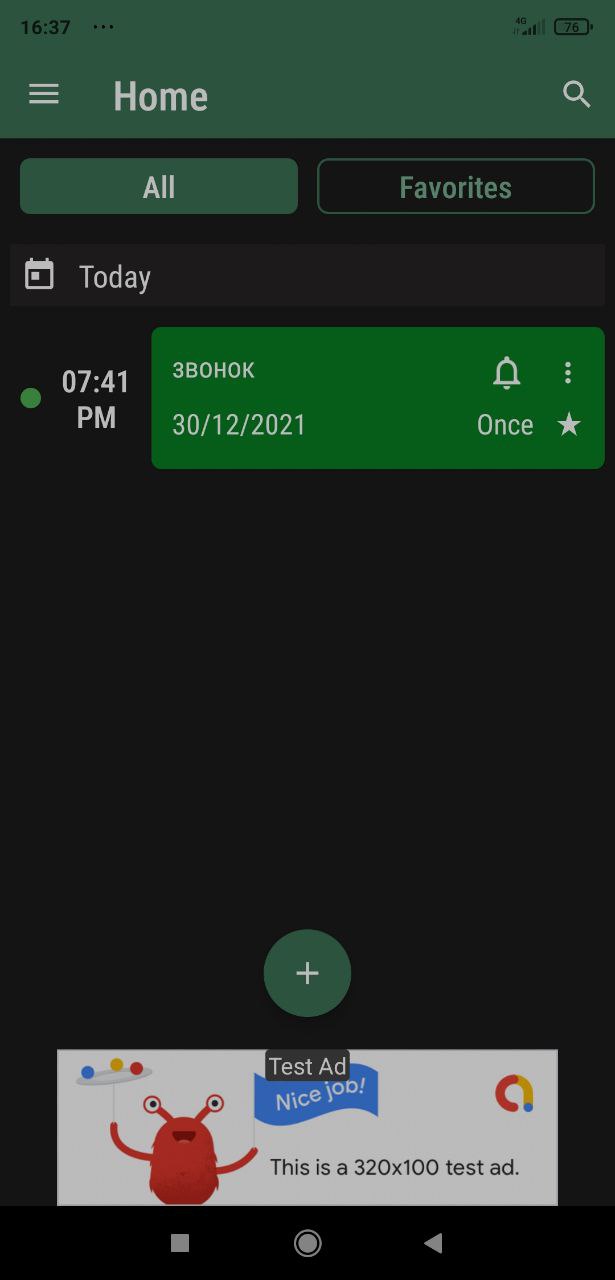 16:37 ...
4G
76
Home
All
Favorites
Today
07:41
PM
ЗВОНОК
30/12/2021
Once
Test Ad
Nice job!
This is a 320x100 test ad.